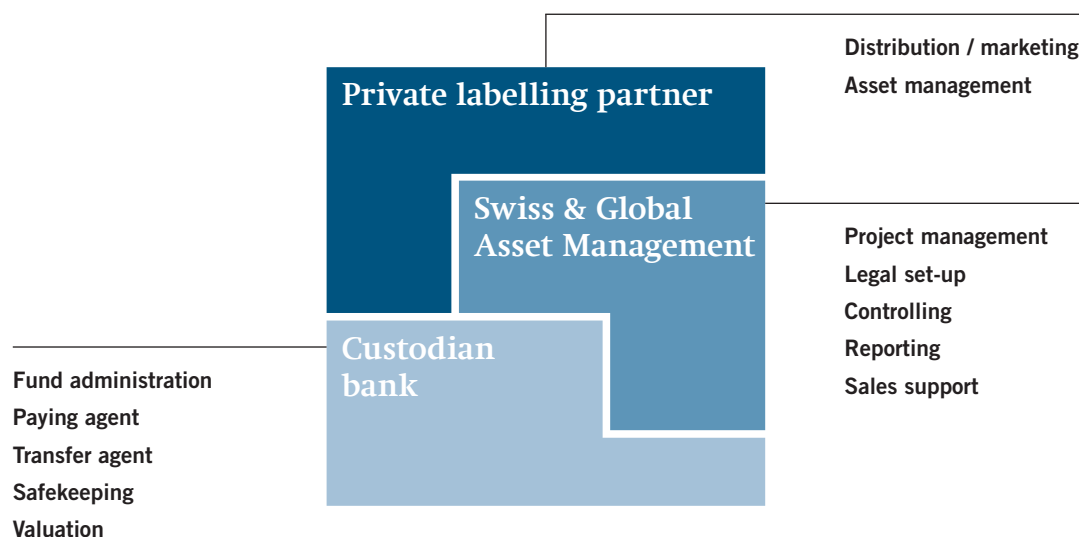 Distribution / marketing
Asset management
Private labelling partner
Swiss & Global
Asset Management
Project management
Legal set-up
Controlling
Reporting
Sales support
Custodian
bank
Fund administration
Paying agent
Transfer agent
Safekeeping
Valuation